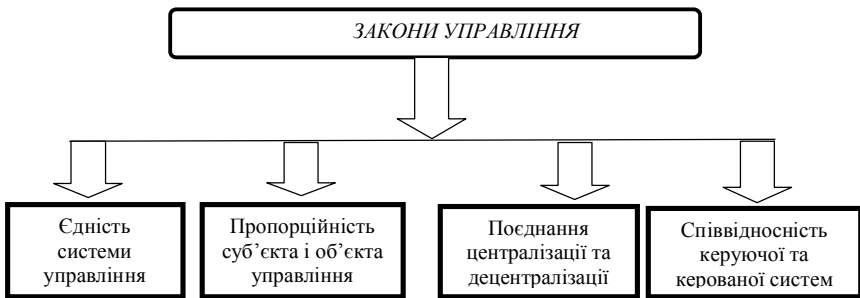 ЗАКОНИ УПРАВЛІННЯ
Єдність
системи
управління
Пропорційність
суб’єкта і об’єкта
управління
Поєднання
централізації та
децентралізації
Співвідносність
керуючої та
керованої систем